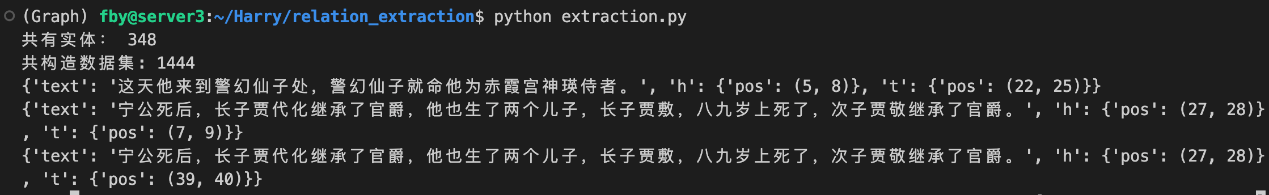 (Graph) fby@server3:~/Harry/relation_extraction$ python extraction.py
共有实体： 348
共构造数据集：1444
{'text': '这天他来到警幻仙子处，警幻仙子就命他为赤霞宫神瑛侍者。', 'h': {'pos': (5, 8)}, 't': {'pos': (22, 25)}}
{'text': '宁公死后，长子贾代化继承了官爵，他也生了两个儿子，长子贾敷，八九岁上死了，次子贾敬继承了官爵。', 'h': {'pos': (27, 28)}
, 't': {'pos': (7, 9)}}
{'text': '宁公死后，长子贾代化继承了官爵，他也生了两个儿子，长子贾敷，八九岁上死了，次子贾敬继承了官爵。', 'h': {'pos': (27, 28)}
, 't': {'pos': (39, 40)}}